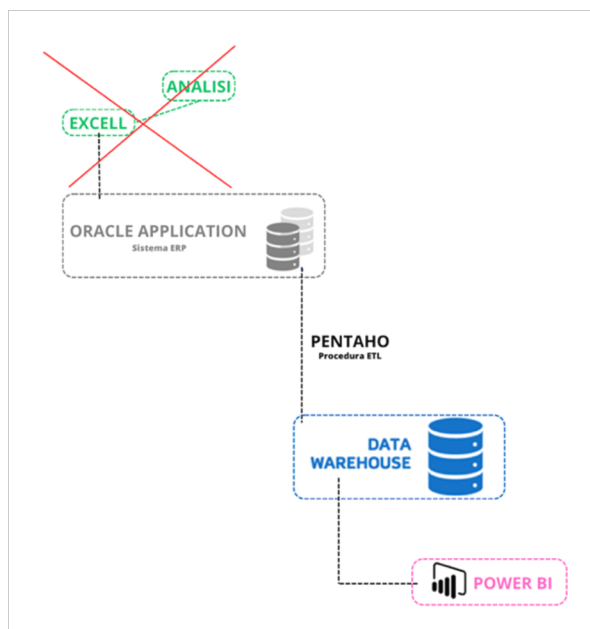 ANALISI
EXCELL
ORACLE APPLICATION
Sistema ERP
PENTAHO
Procedura ETL
DATA
WAREHOUSE
POWER BI